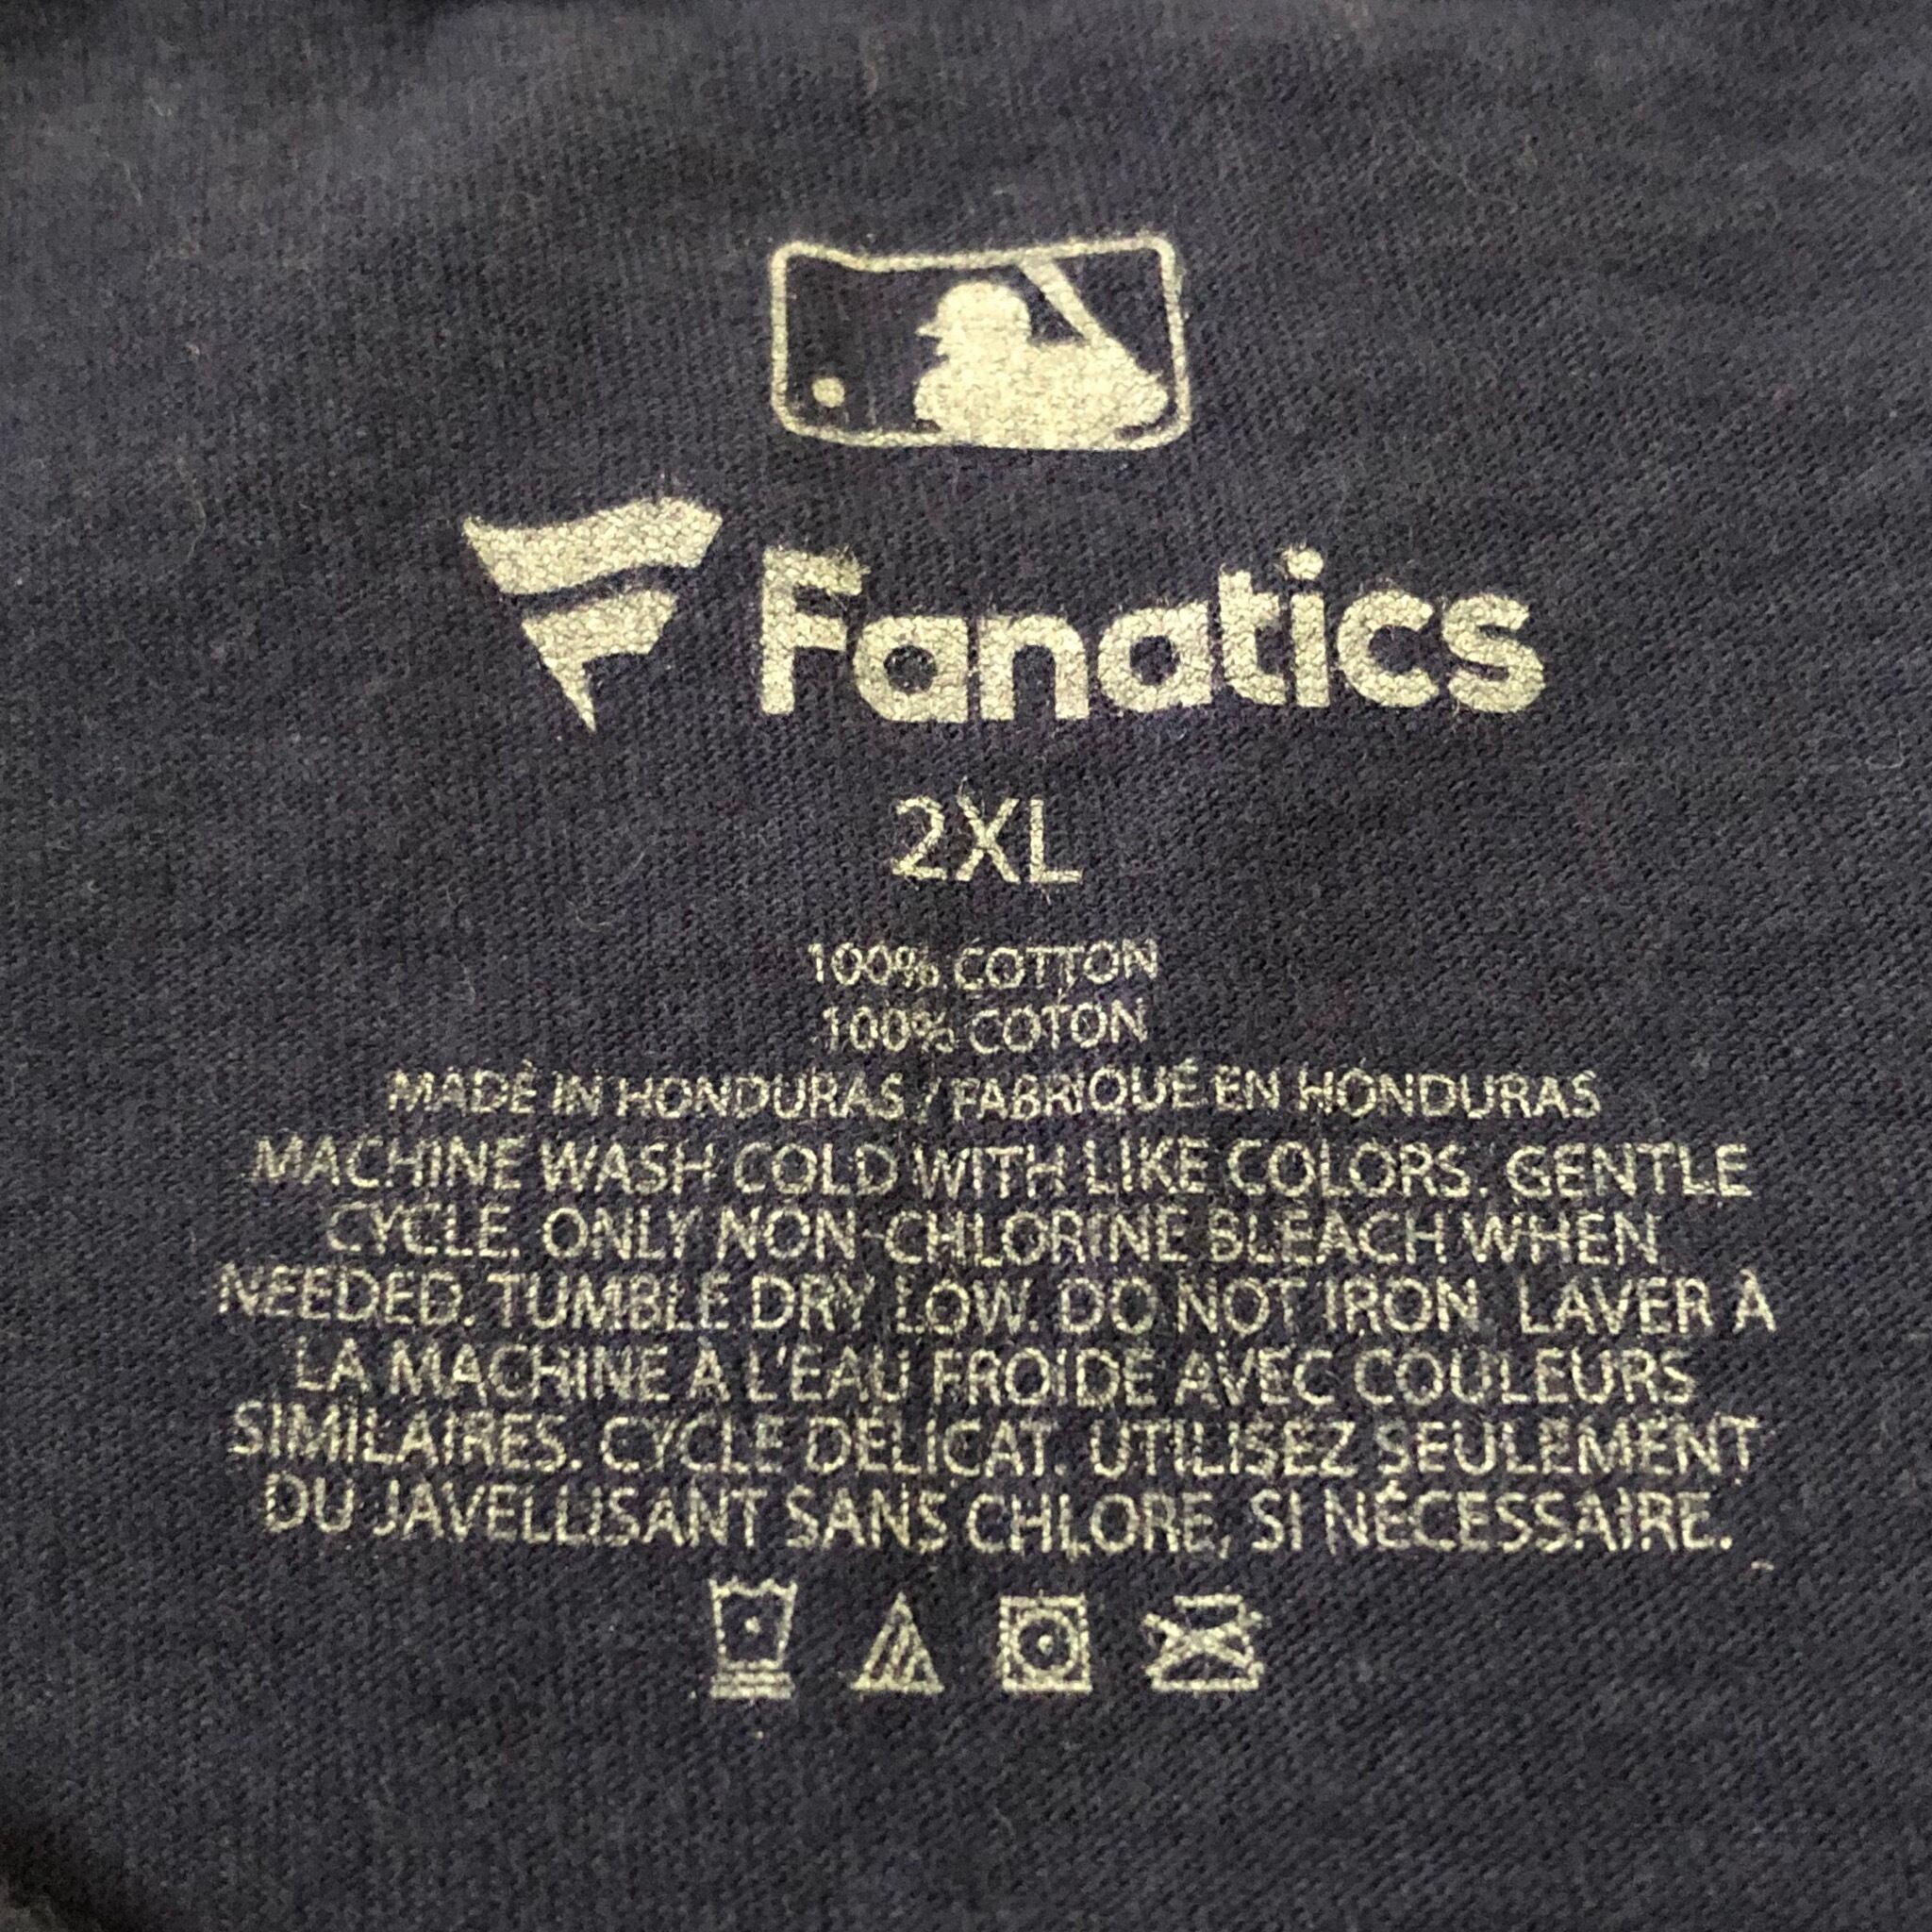 Fanatics
2XL
100% COTTON
100% COTON
MADE IN HONDURAS / FABRIQUÉ EN HONDURAS
MACHINE WASH COLD WITH LIKE COLORS. GENTLE
CYCLE. ONLY NON-CHLORINE BLEACH WHEN
NEEDED. TUMBLE DRY LOW. DO NOT IRON. LAVER À
LA MACHINE À L'EAU FROIDE AVEC COULEURS
SIMILAIRES. CYCLE DÉLICAT. UTILISEZ SEULEMENT
DU JAVELLISANT SANS CHLORE, SI NÉCESSAIRE.